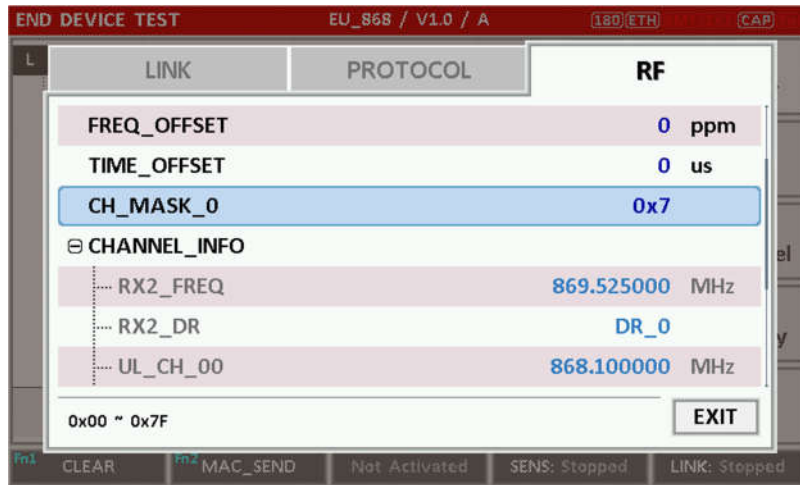 END DEVICE TEST EU_868 / V1.0 / A 180 ETH CAP
L
LINK PROTOCOL RF
FREQ_OFFSET 0 ppm
TIME_OFFSET 0 us
CH_MASK_0 0x7
CHANNEL_INFO
RX2_FREQ 869.525000 MHz
RX2_DR DR_0
UL_CH_00 868.100000 MHz
0x00 ~ 0x7F EXIT
Fn1 CLEAR Fn2 MAC_SEND Not Activated SENS: Stopped LINK: Stopped